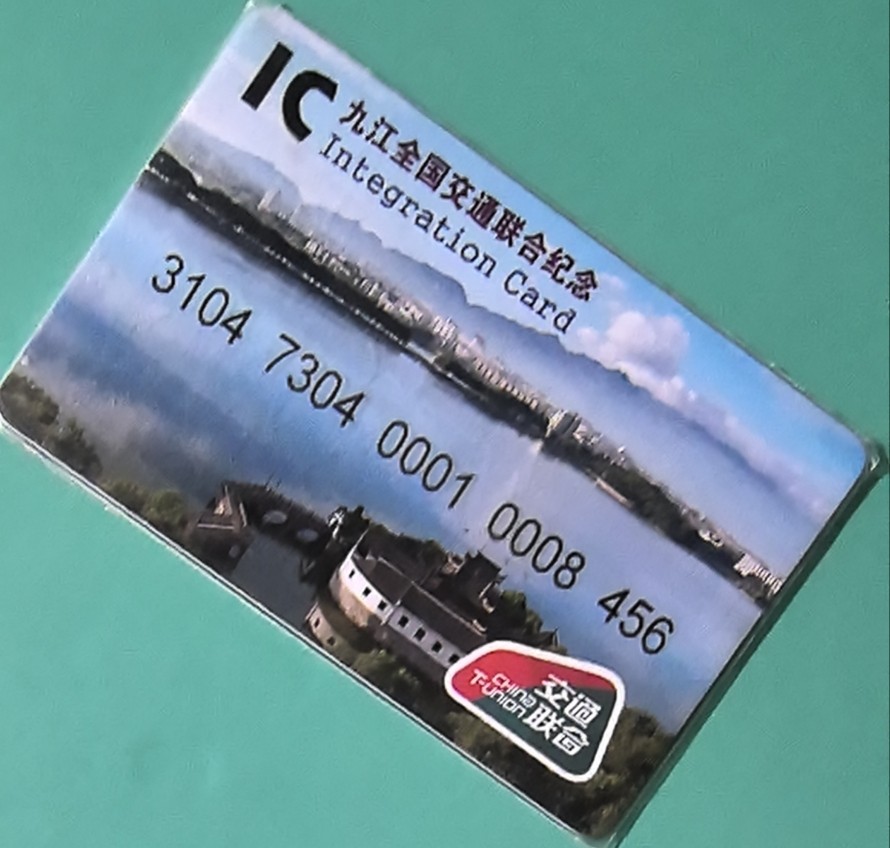 IC
九江全国交通联合纪念
Integration Card
3104 7304 0001 0008 456
CHINA
T-UNION
交通
联合